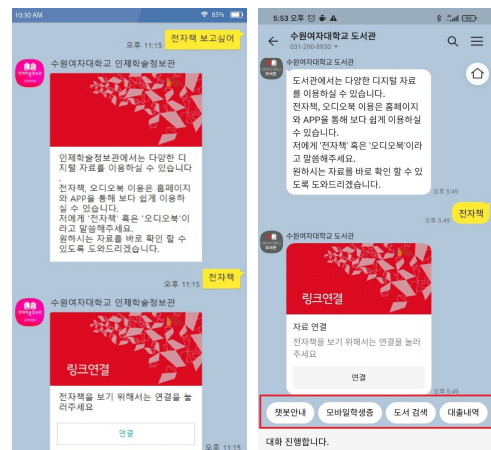 10:30 AM
85%
전자책 보고싶어
오후 11:15
수원여자대학교 인제학술정보관
인제학술정보관에서는 다양한 디
지털 자료를 이용하실 수 있습니다
.
전자책, 오디오북 이용은 홈페이지
와 APP을 통해 보다 쉽게 이용하
실 수 있습니다.
저에게 '전자책' 혹은 '오디오북'이
라고 말씀해주세요.
원하시는 자료를 바로 확인 할 수
있도록 도와드리겠습니다.
전자책
오후 11:15
수원여자대학교 인제학술정보관
링크연결
전자책을 보기 위해서는 연결을 눌
러주세요
연결
오후 11:15
5:53 오후
91
수원여자대학교 도서관
031-290-8930
수원여자대학교 도서관
도서관에서는 다양한 디지털 자료
를 이용하실 수 있습니다.
전자책, 오디오북 이용은 홈페이지
와 APP을 통해 보다 쉽게 이용하실
수 있습니다.
저에게 '전자책' 혹은 '오디오북'이라
고 말씀해주세요.
원하시는 자료를 바로 확인 할 수 있
도록 도와드리겠습니다.
오후 5:49
전자책
오후 5:49
수원여자대학교 도서관
링크연결
자료 연결
전자책을 보기 위해서는 연결을 눌러
주세요
연결
오후 5:49
챗봇안내 모바일학생증 도서 검색 대출내역
대화 진행합니다.